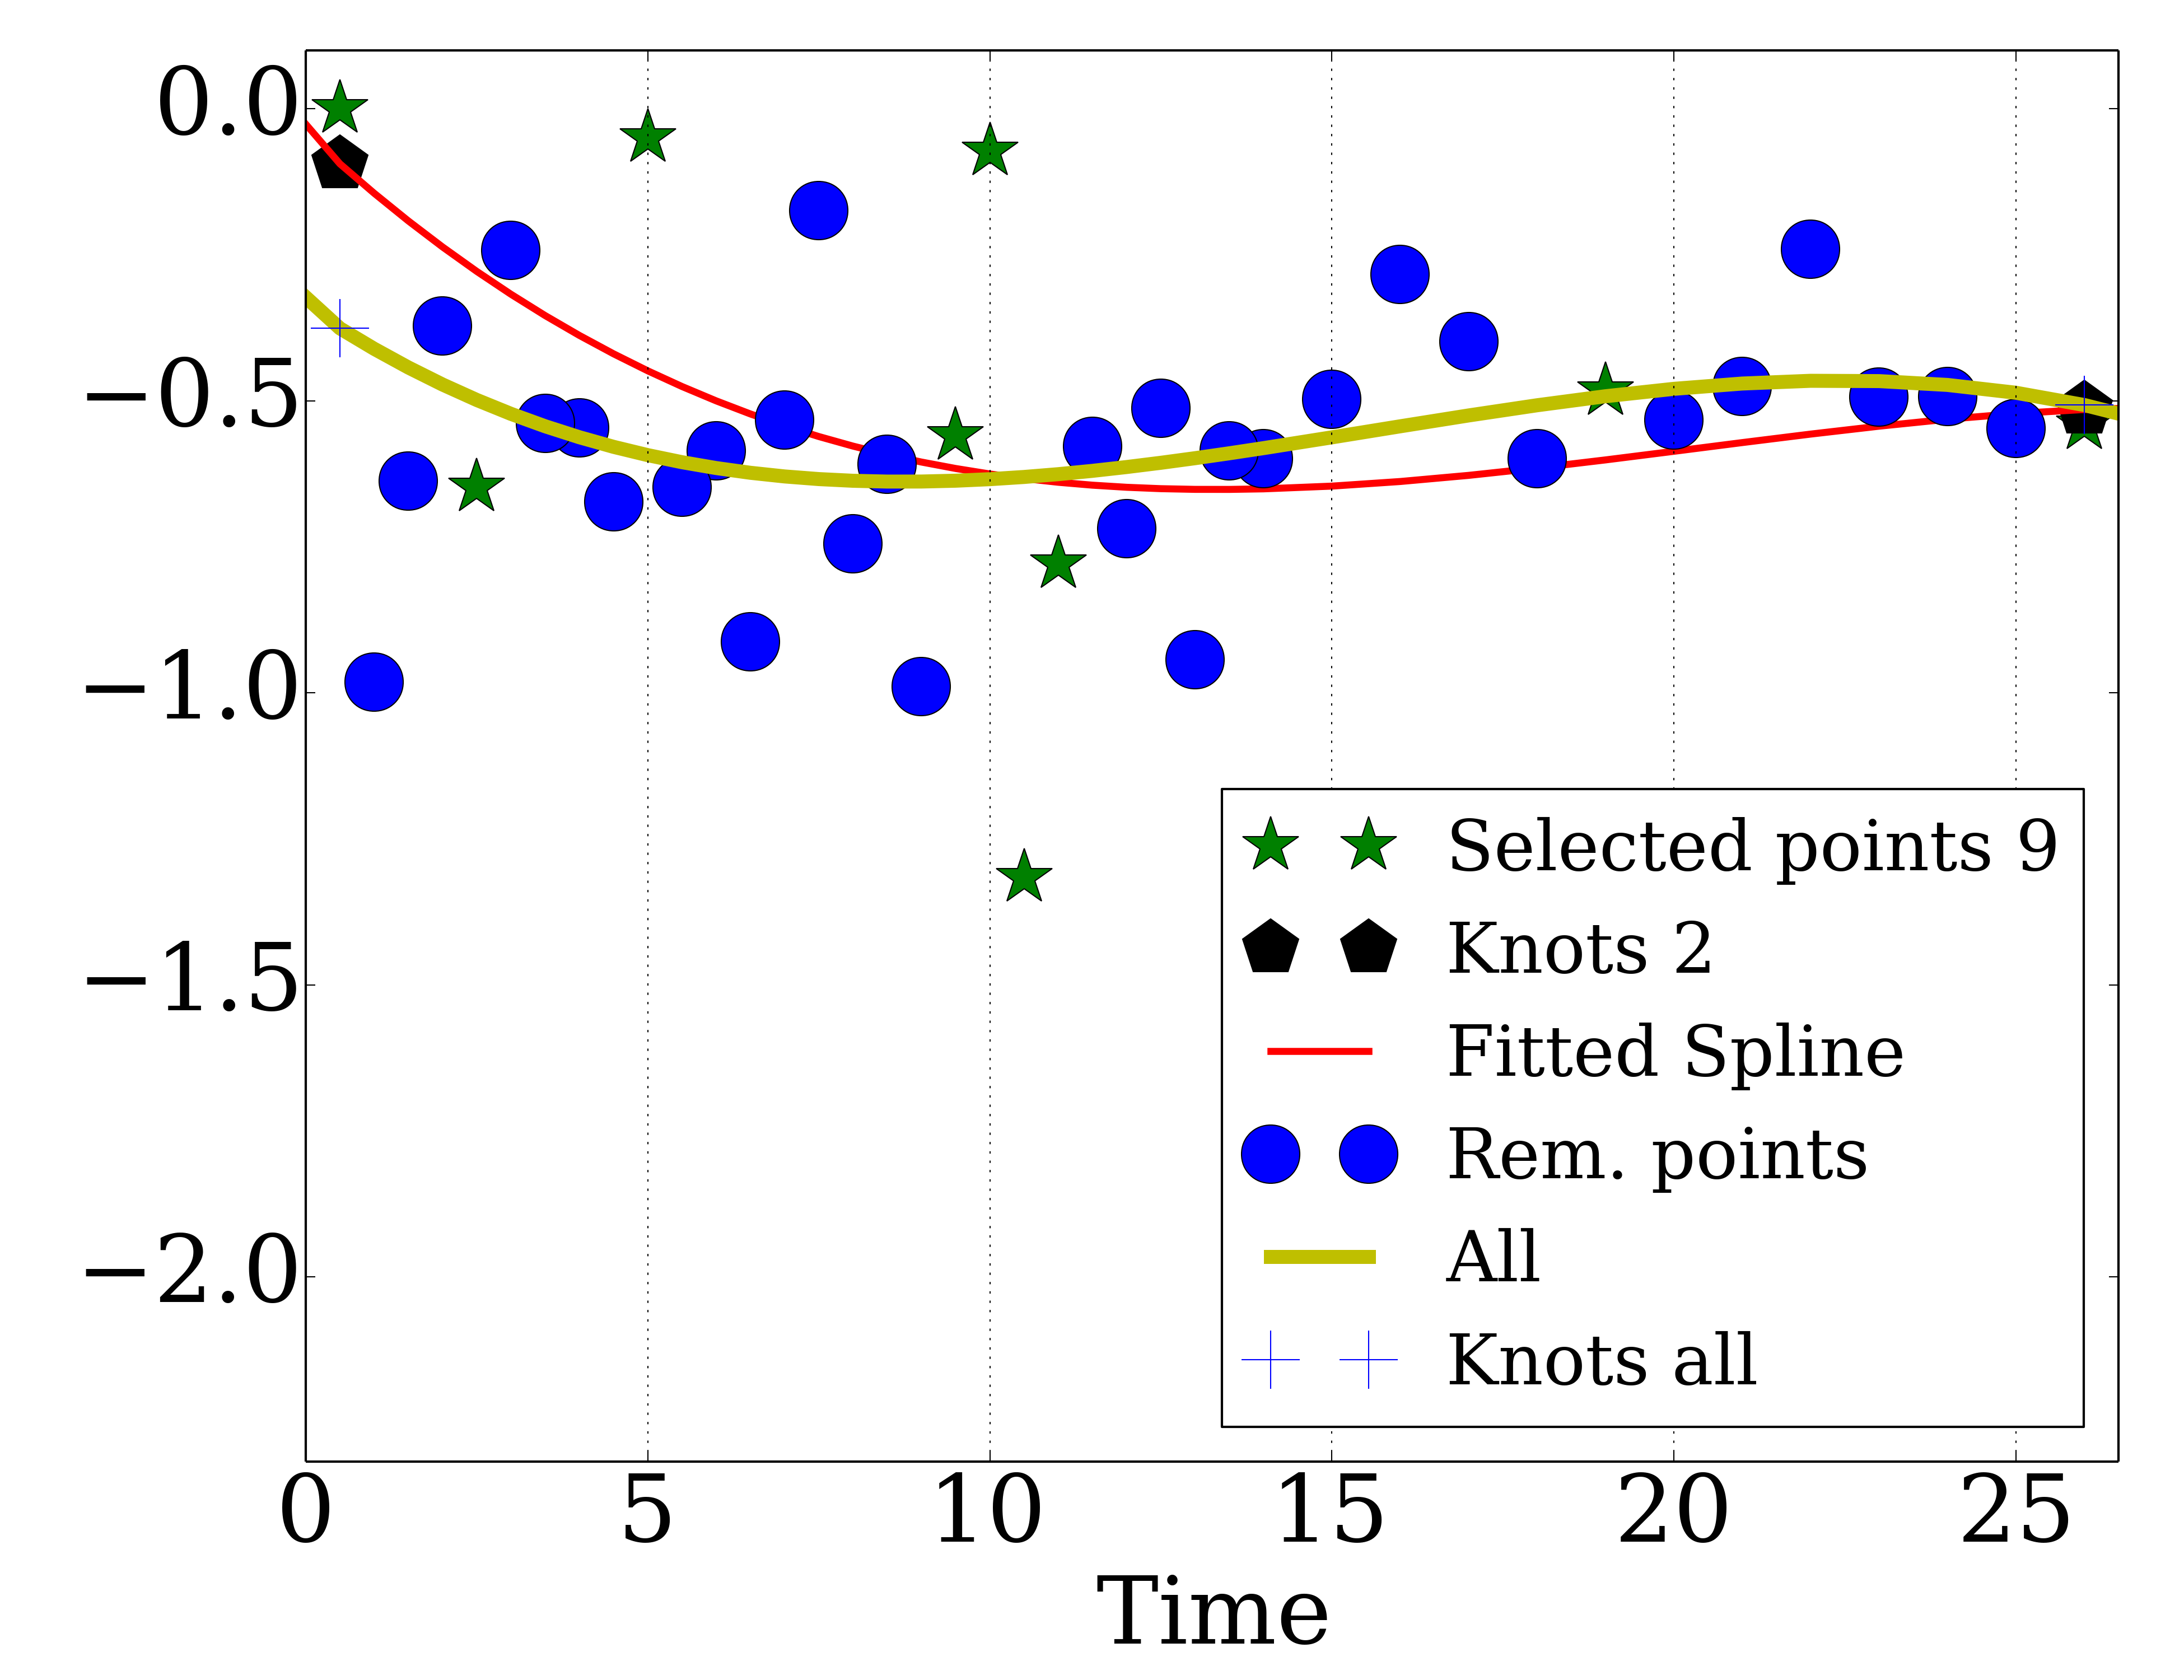 0.0
−0.5
−1.0
−1.5
−2.0
0 5 10 15 20 25
Time
Selected points 9
Knots 2
Fitted Spline
Rem. points
All
Knots all